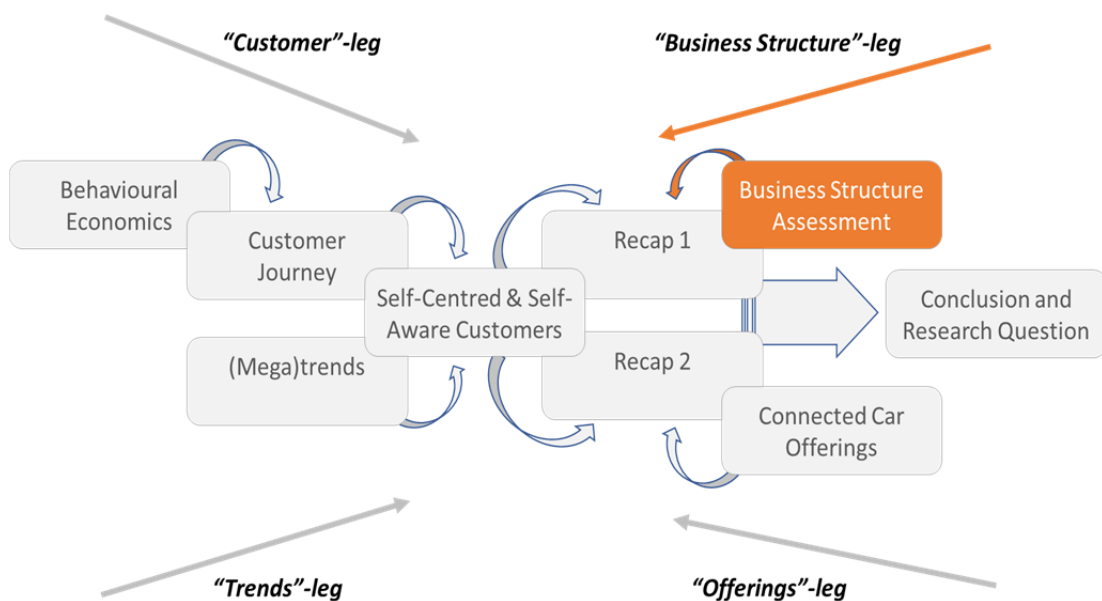 “Customer”-leg
“Business Structure”-leg
Behavioural
Economics
Customer
Journey
(Mega)trends
Self-Centred & Self-
Aware Customers
Recap 1
Recap 2
Business Structure
Assessment
Connected Car
Offerings
Conclusion and
Research Question
“Trends”-leg
“Offerings”-leg